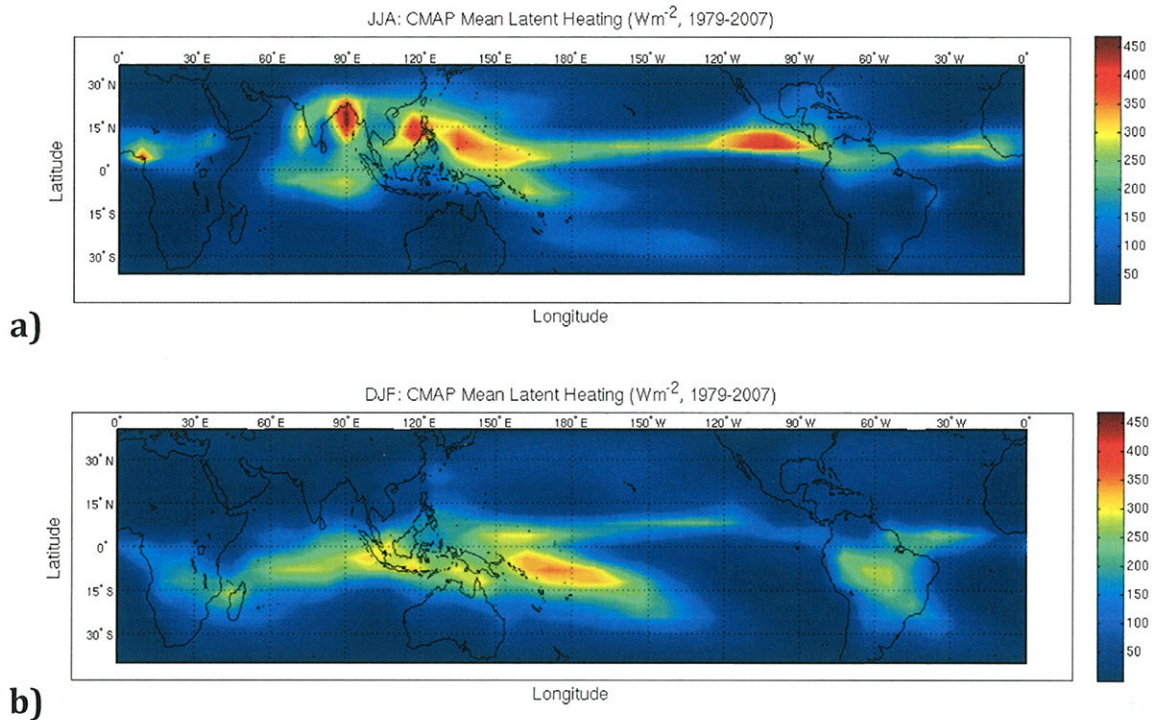 JJA: CMAP Mean Latent Heating (Wm-2, 1979-2007)
0° 30° E 60° E 90° E 120° E 150° E 180° E 150° W 120° W 90° W 60° W 30° W 0°
30° N
15° N
0°
15° S
30° S
Latitude
Longitude
450
400
350
300
250
200
150
100
50
a)
DJF: CMAP Mean Latent Heating (Wm-2, 1979-2007)
0° 30° E 60° E 90° E 120° E 150° E 180° E 150° W 120° W 90° W 60° W 30° W 0°
30° N
15° N
0°
15° S
30° S
Latitude
Longitude
450
400
350
300
250
200
150
100
50
b)